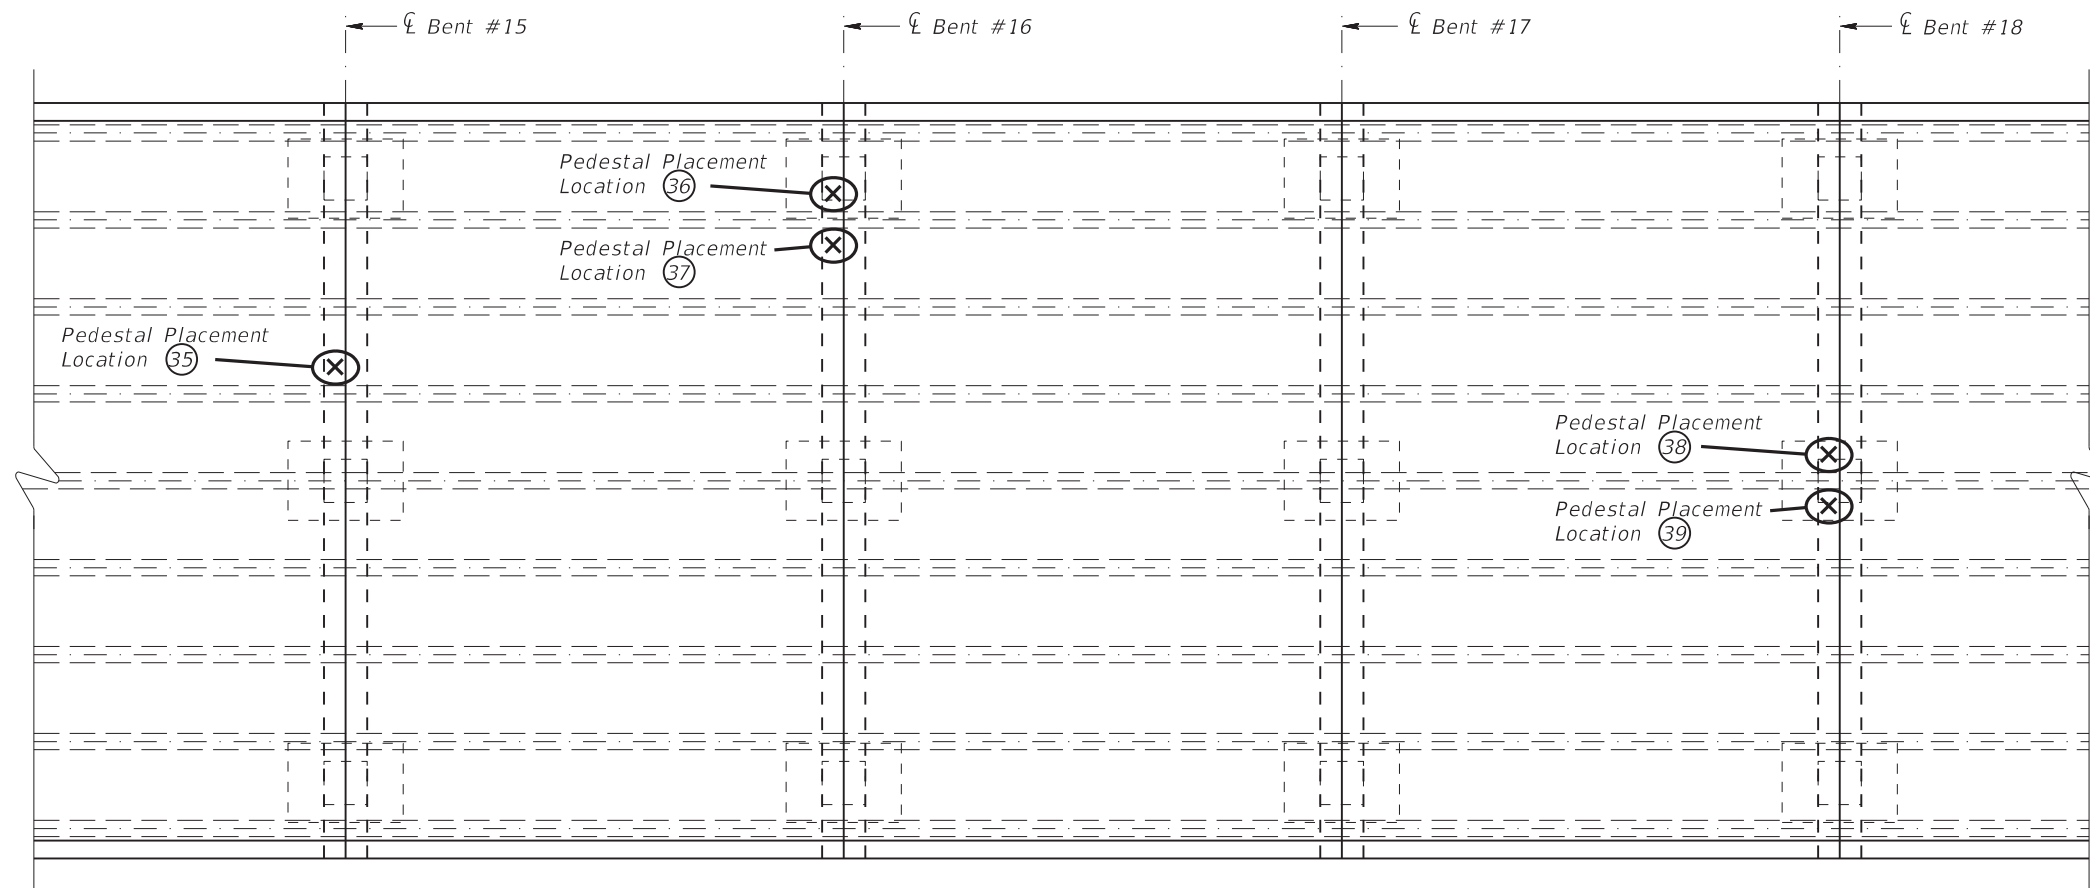 ℄ Bent #15
℄ Bent #16
℄ Bent #17
℄ Bent #18
Pedestal Placement
Location 36
Pedestal Placement
Location 37
Pedestal Placement
Location 35
Pedestal Placement
Location 38
Pedestal Placement
Location 39